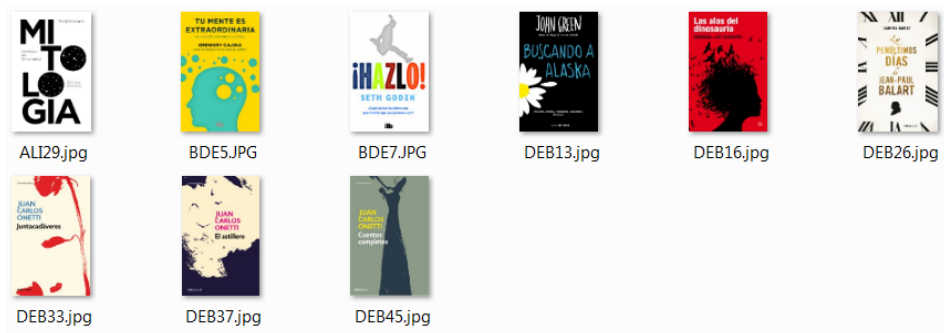 MI
TO
LO
GIA
TU MENTE ES
EXTRAORDINARIA
GREGORY CAJINA
¡HAZLO!
SETH GODIN
JOHN GREEN
BUSCANDO A
ALASKA
Las alas del
dinosaurio
XII
Los
PENÚLTIMOS
DÍAS
de
JEAN-PAUL
BALART
ALI29.jpg
BDE5.JPG
BDE7.JPG
DEB13.jpg
DEB16.jpg
DEB26.jpg
JUAN
CARLOS
ONETTI
Juntacadáveres
JUAN
CARLOS
ONETTI
El astillero
JUAN
CARLOS
ONETTI
Cuentos
completos
DEB33.jpg
DEB37.jpg
DEB45.jpg